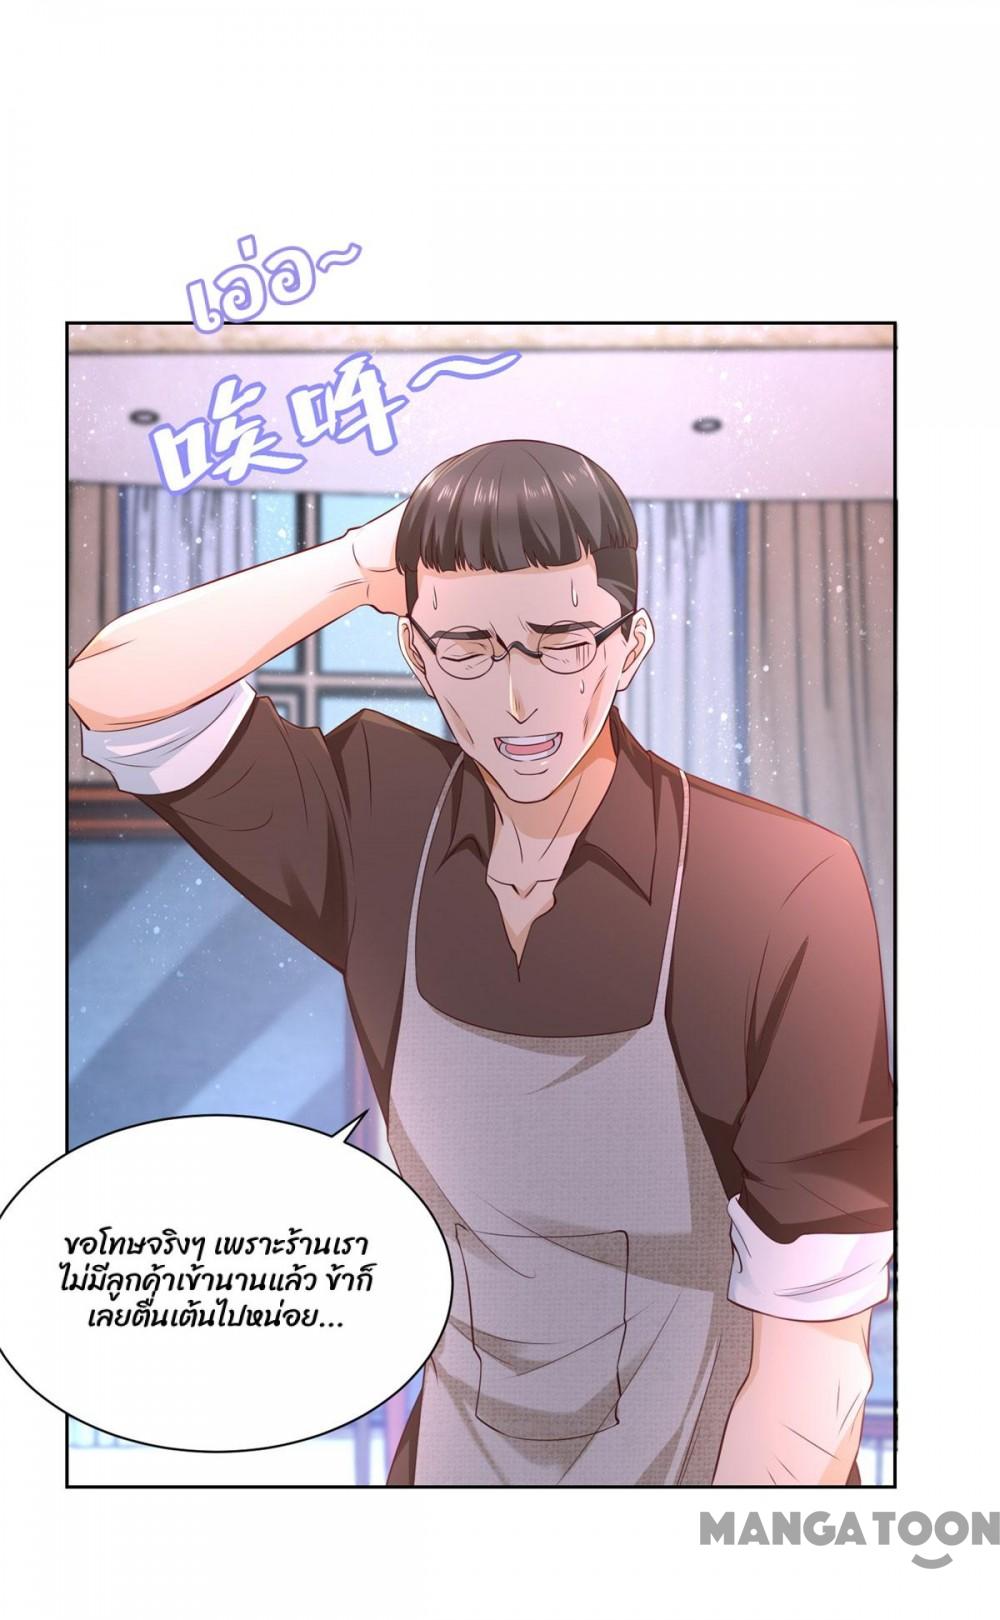 เอ่อ~
唉呀~
ขอโทษจริงๆ เพราะร้านเรา
ไม่มีลูกค้าเข้านานแล้ว ข้าก็
เลยตื่นเต้นไปหน่อย...
MANGATOON